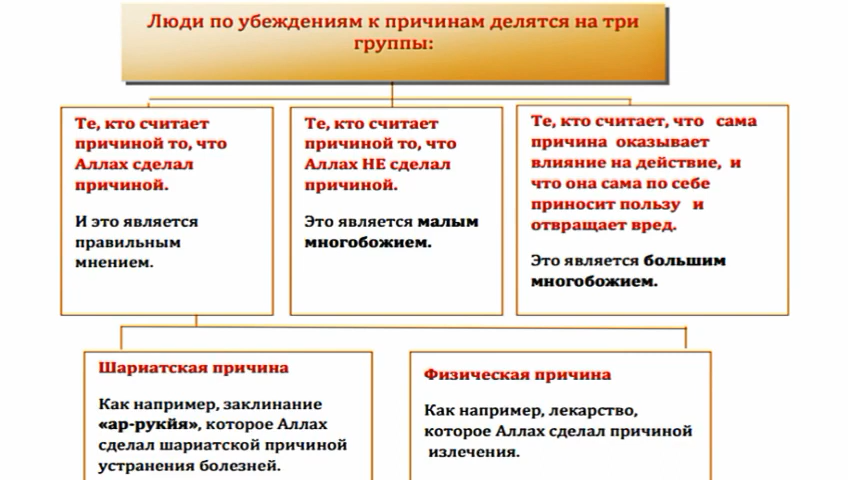 Люди по убеждениям к причинам делятся на три
группы:
Те, кто считает
причиной то, что
Аллах сделал
причиной.
И это является
правильным
мнением.
Те, кто считает
причиной то, что
Аллах НЕ сделал
причиной.
Это является малым
многобожием.
Те, кто считает, что сама
причина оказывает
влияние на действие, и
что она сама по себе
приносит пользу и
отвращает вред.
Это является большим
многобожием.
Шариатская причина
Как например, заклинание
«ар-рукйя», которое Аллах
сделал шариатской причиной
устранения болезней.
Физическая причина
Как например, лекарство,
которое Аллах сделал причиной
излечения.